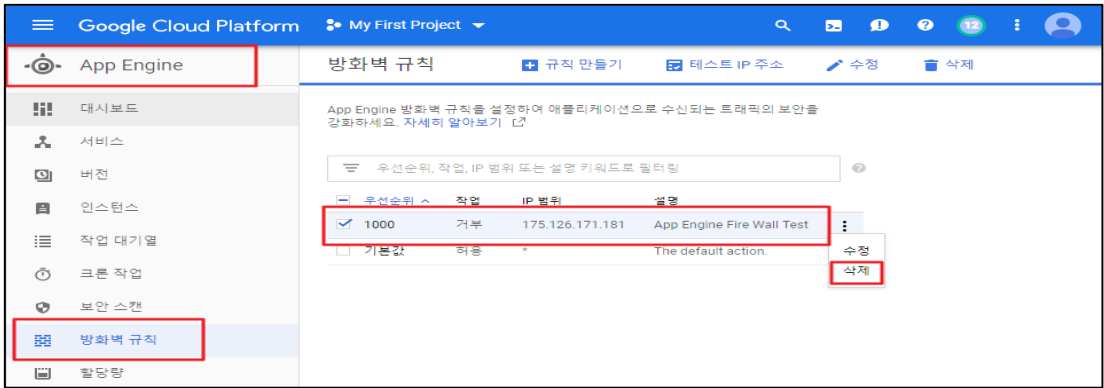 Google Cloud Platform My First Project 12
App Engine
방화벽 규칙 규칙 만들기 테스트 IP 주소 수정 삭제
대시보드
서비스
버전
인스턴스
작업 대기열
크론 작업
보안 스캔
방화벽 규칙
할당량
App Engine 방화벽 규칙을 설정하여 애플리케이션으로 수신되는 트래픽의 보안을
강화하세요. 자세히 알아보기
우선순위, 작업, IP 범위 또는 설명 키워드로 필터링
우선순위 작업 IP 범위 설명
1000 거부 175.126.171.181 App Engine Fire Wall Test
기본값 허용 * The default action.
수정
삭제